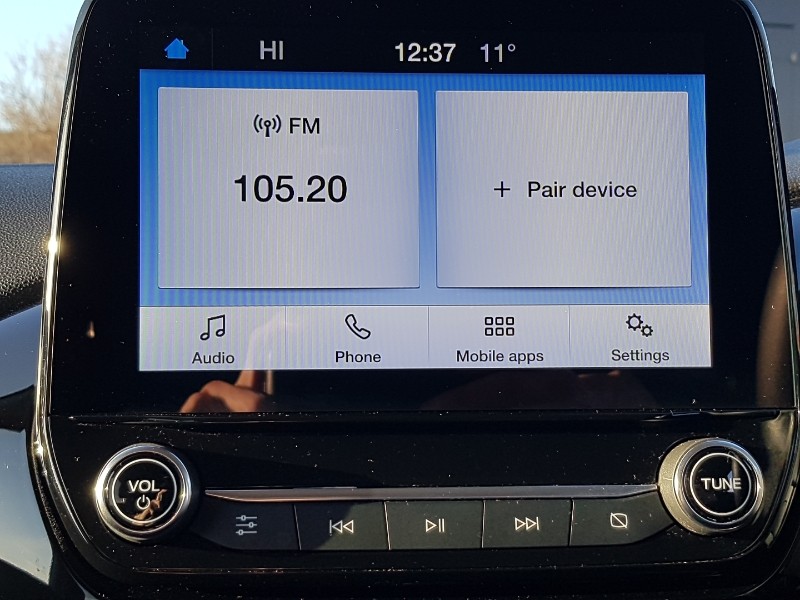 HI 12:37 11°
FM
105.20
+ Pair device
Audio Phone Mobile apps Settings
VOL TUNE